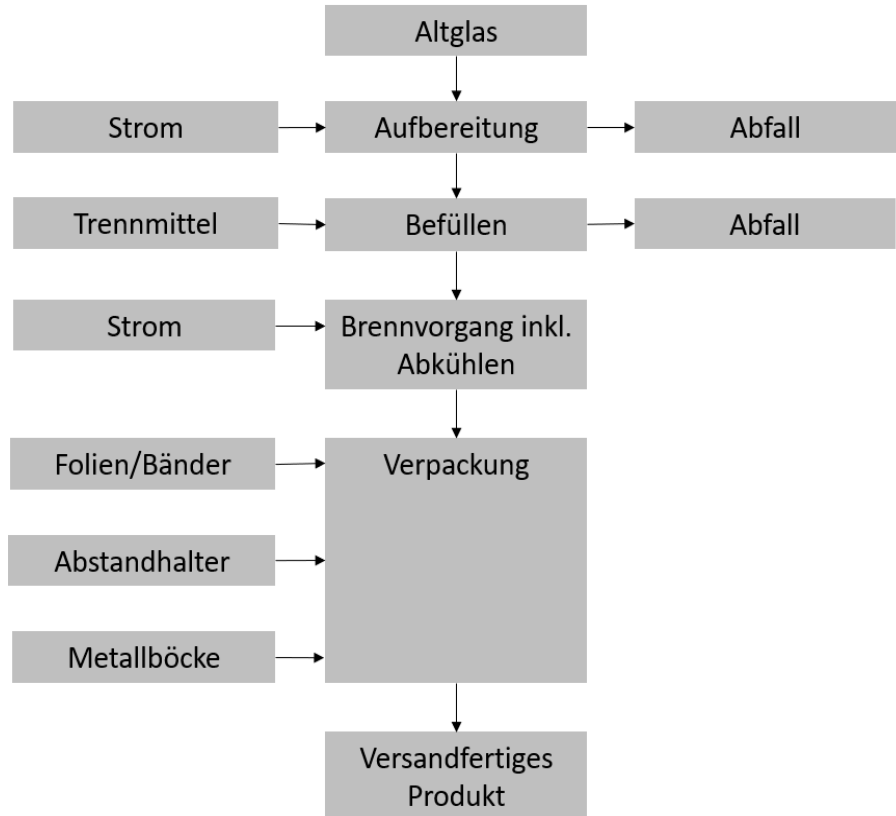 Altglas
Strom
Aufbereitung
Abfall
Trennmittel
Befüllen
Abfall
Strom
Brennvorgang inkl.
Abkühlen
Folien/Bänder
Verpackung
Abstandhalter
Metallböcke
Versandfertiges
Produkt